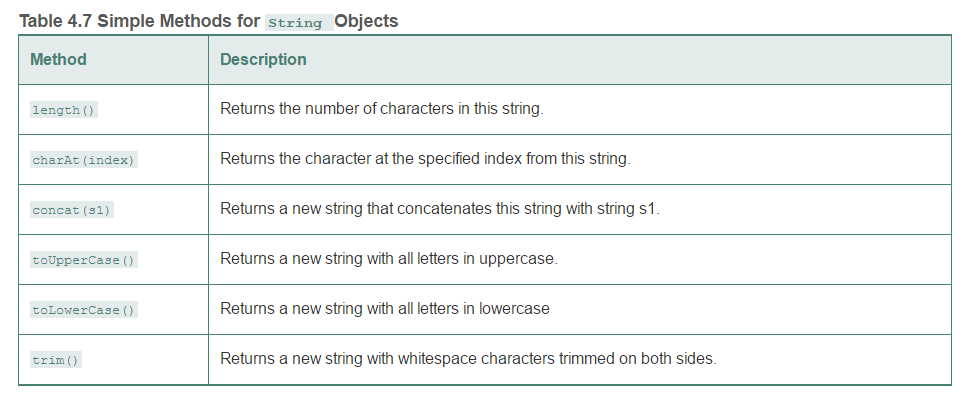 Table 4.7 Simple Methods for String Objects
Method Description
length() Returns the number of characters in this string.
charAt(index) Returns the character at the specified index from this string.
concat(s1) Returns a new string that concatenates this string with string s1.
toUpperCase() Returns a new string with all letters in uppercase.
toLowerCase() Returns a new string with all letters in lowercase
trim() Returns a new string with whitespace characters trimmed on both sides.